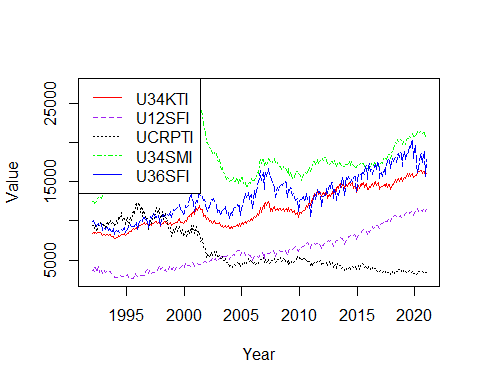 25000
15000
5000
Value
U34KTI
U12SFI
UCRPTI
U34SMI
U36SFI
1995
2000
2005
2010
2015
2020
Year